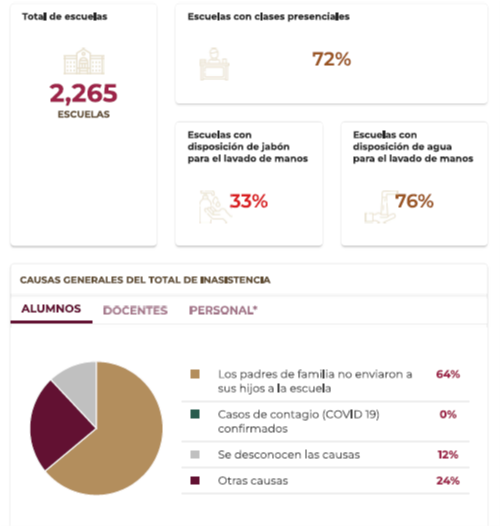 Total de escuelas
2,265
ESCUELAS
Escuelas con clases presenciales
72%
Escuelas con
disposición de jabón
para el lavado de manos
33%
Escuelas con
disposición de agua
para el lavado de manos
76%
CAUSAS GENERALES DEL TOTAL DE INASISTENCIA
ALUMNOS DOCENTES PERSONAL*
Los padres de familia no enviaron a 64%
sus hijos a la escuela
Casos de contagio (COVID 19) 0%
confirmados
Se desconocen las causas 12%
Otras causas 24%